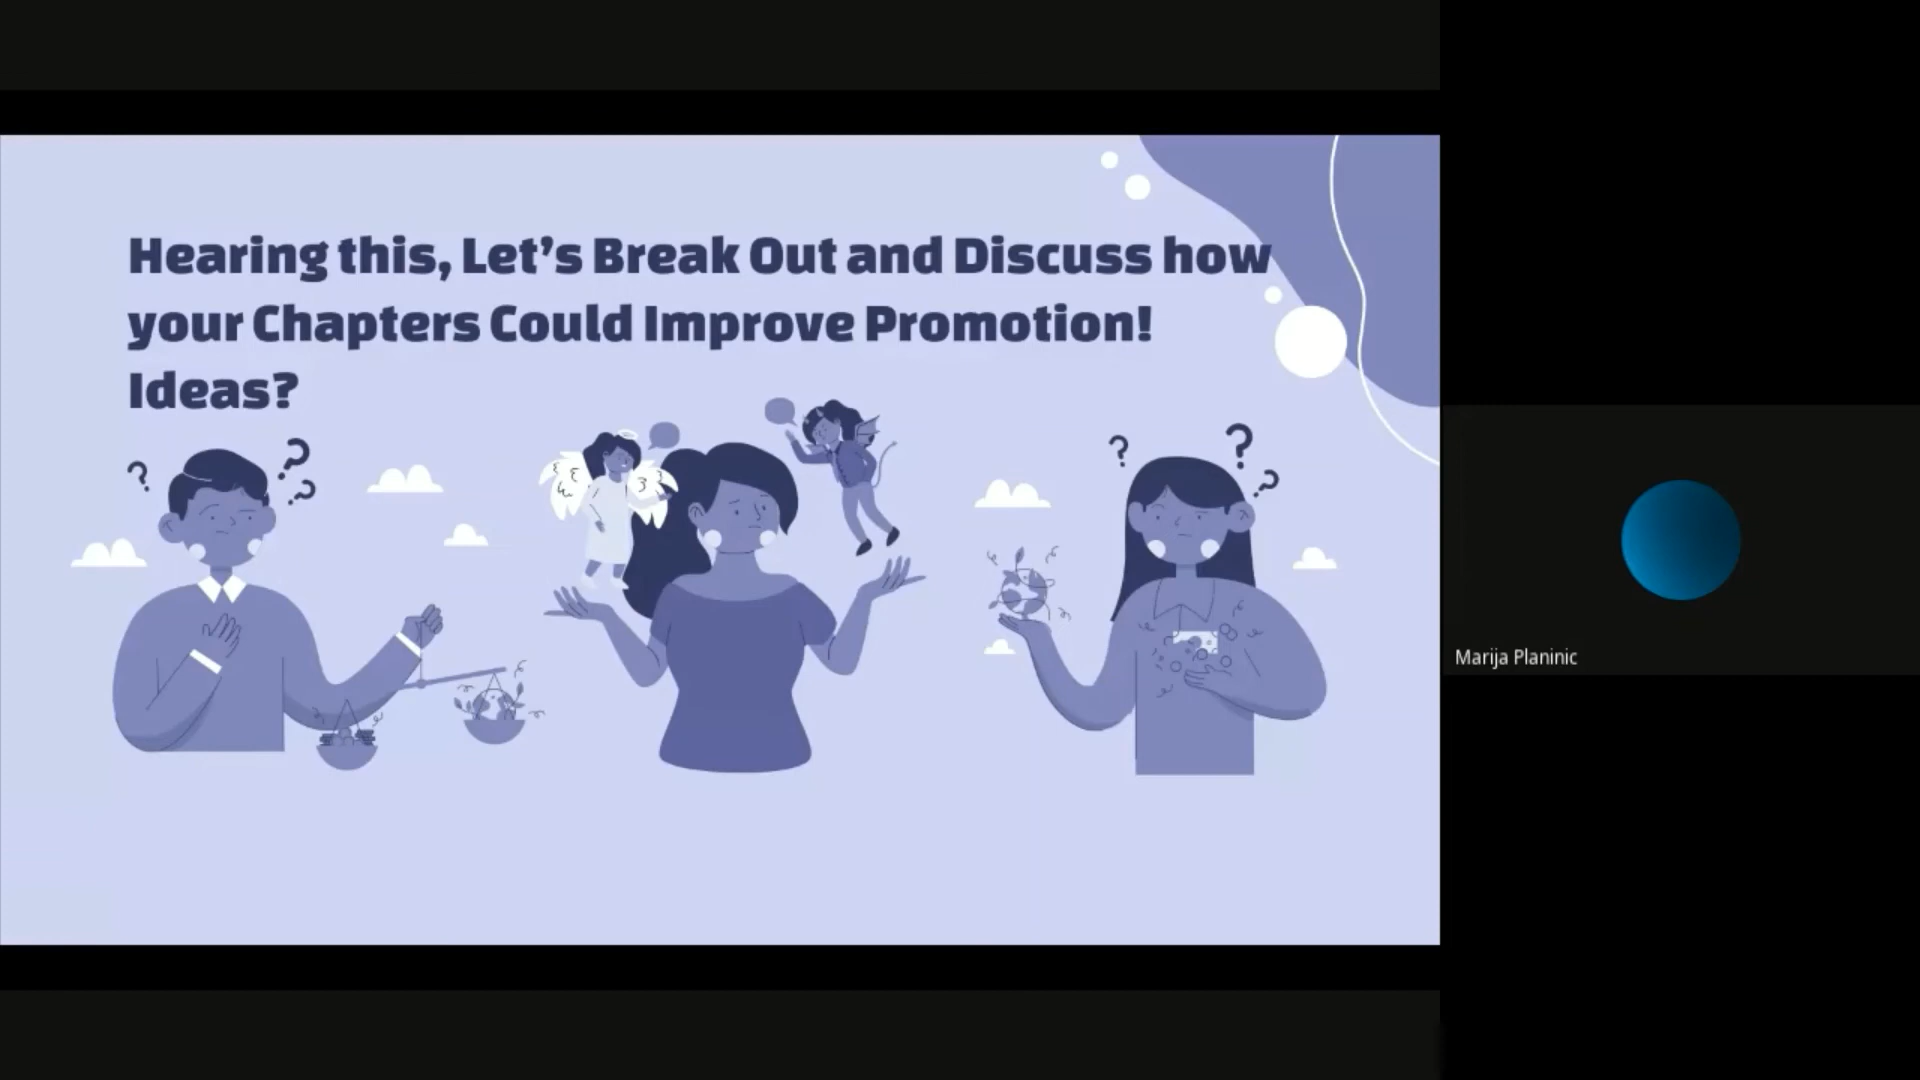 Hearing this, Let’s Break Out and Discuss how
your Chapters Could Improve Promotion!
Ideas?
? ? ?
? ? ?
Marija Planinic